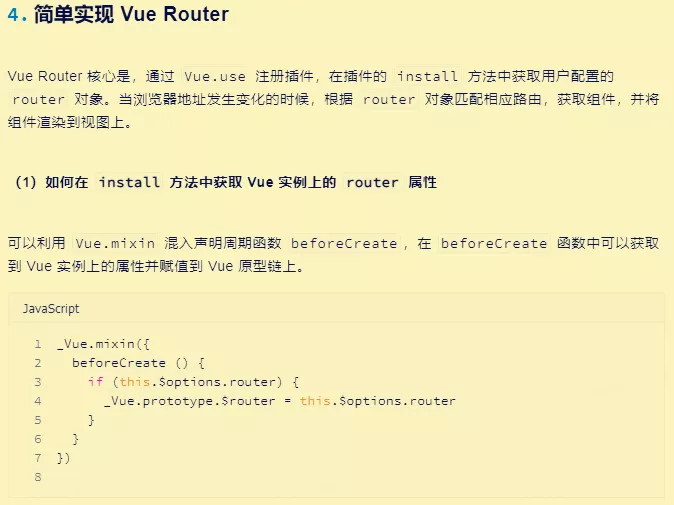 4. 简单实现 Vue Router
Vue Router 核心是，通过 Vue.use 注册插件，在插件的 install 方法中获取用户配置的
router 对象。当浏览器地址发生变化的时候，根据 router 对象匹配相应路由，获取组件，并将
组件渲染到视图上。
（1）如何在 install 方法中获取 Vue 实例上的 router 属性
可以利用 Vue.mixin 混入声明周期函数 beforeCreate，在 beforeCreate 函数中可以获取
到 Vue 实例上的属性并赋值到 Vue 原型链上。
JavaScript
1 _Vue.mixin({
2   beforeCreate () {
3     if (this.$options.router) {
4       _Vue.prototype.$router = this.$options.router
5     }
6   }
7 })
8